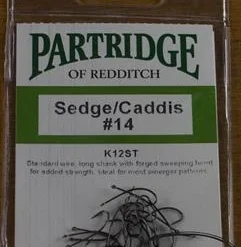 PARTRIDGE
OF REDDITCH
Sedge/Caddis
#14
K12ST
Standard wire, long shank with forged sweeping bend
for added strength. Ideal for most emerger patterns